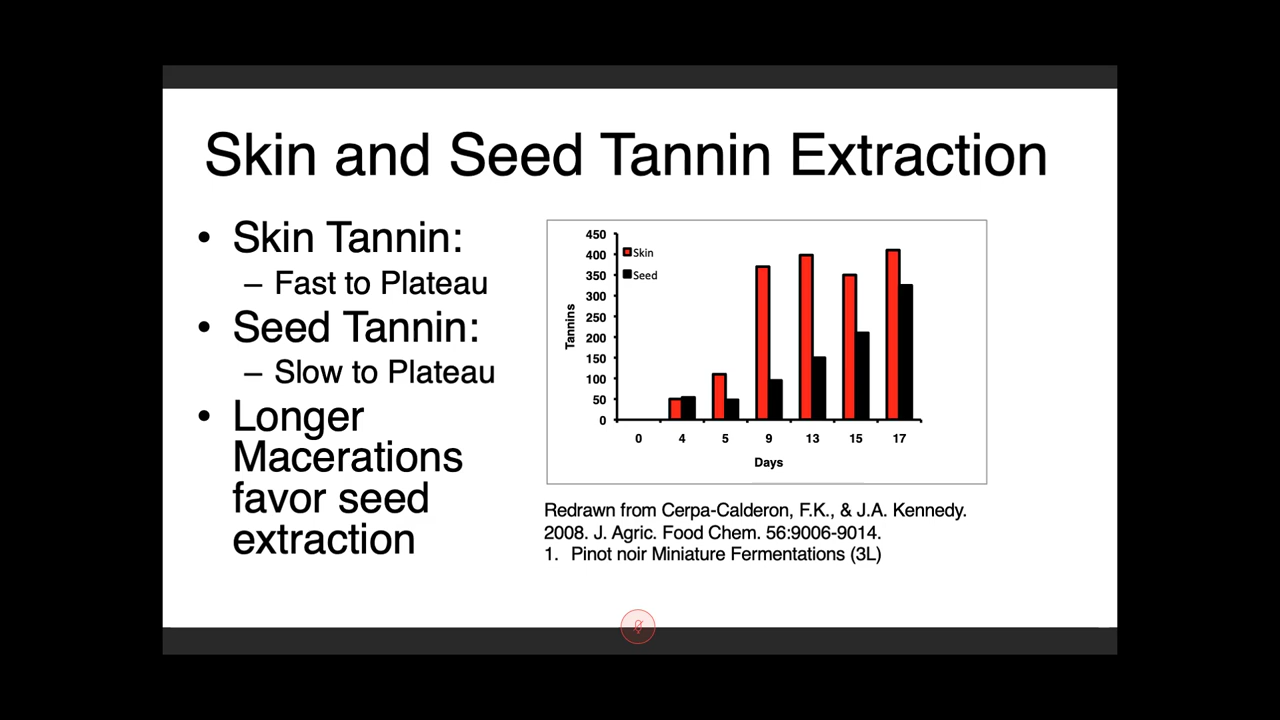 Skin and Seed Tannin Extraction
• Skin Tannin:
– Fast to Plateau
• Seed Tannin:
– Slow to Plateau
• Longer
Macerations
favor seed
extraction
450
400
350
300
250
200
150
100
50
0
Tannins
Skin
Seed
0 4 5 9 13 15 17
Days
Redrawn from Cerpa-Calderon, F.K., & J.A. Kennedy.
2008. J. Agric. Food Chem. 56:9006-9014.
1. Pinot noir Miniature Fermentations (3L)